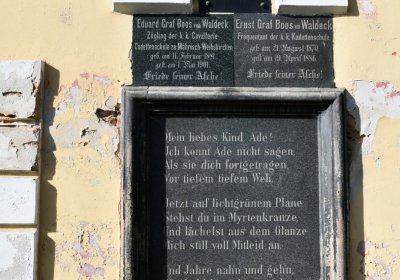 Eduard Graf Boos von Waldeck
Zögling der k. k. Cavallerie
Cadettenschule zu Mährisch-Weisskirchen
geb. am 11. Februar 1881
gest. am 1. Mai 1901.
Friede seiner Asche!
Ernst Graf Boos von Waldeck
Frequentant der k. k. Kadettenschule
geb. am 21. August 1870
gest. am 19. April 1886
Friede seiner Asche!
Mein liebes Kind, Ade!
Ich konnt Ade nicht sagen,
Als sie dich fortgetragen,
Vor tiefem tiefem Weh.
Jetzt auf lichtgrünem Plane
Stehst du im Myrtenkranze,
Und lächelst aus dem Glanze
Mich still voll Mitleid an.
Und Jahre nahn und gehn,